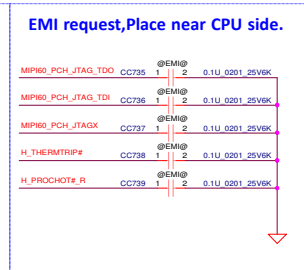 EMI request,Place near CPU side.
@EMI@
MIPI60_PCH_JTAG_TDO CC735 1 2 0.1U_0201_25V6K
@EMI@
MIPI60_PCH_JTAG_TDI CC736 1 2 0.1U_0201_25V6K
@EMI@
MIPI60_PCH_JTAGX CC737 1 2 0.1U_0201_25V6K
@EMI@
H_THERMTRIP# CC738 1 2 0.1U_0201_25V6K
@EMI@
H_PROCHOT#_R CC739 1 2 0.1U_0201_25V6K